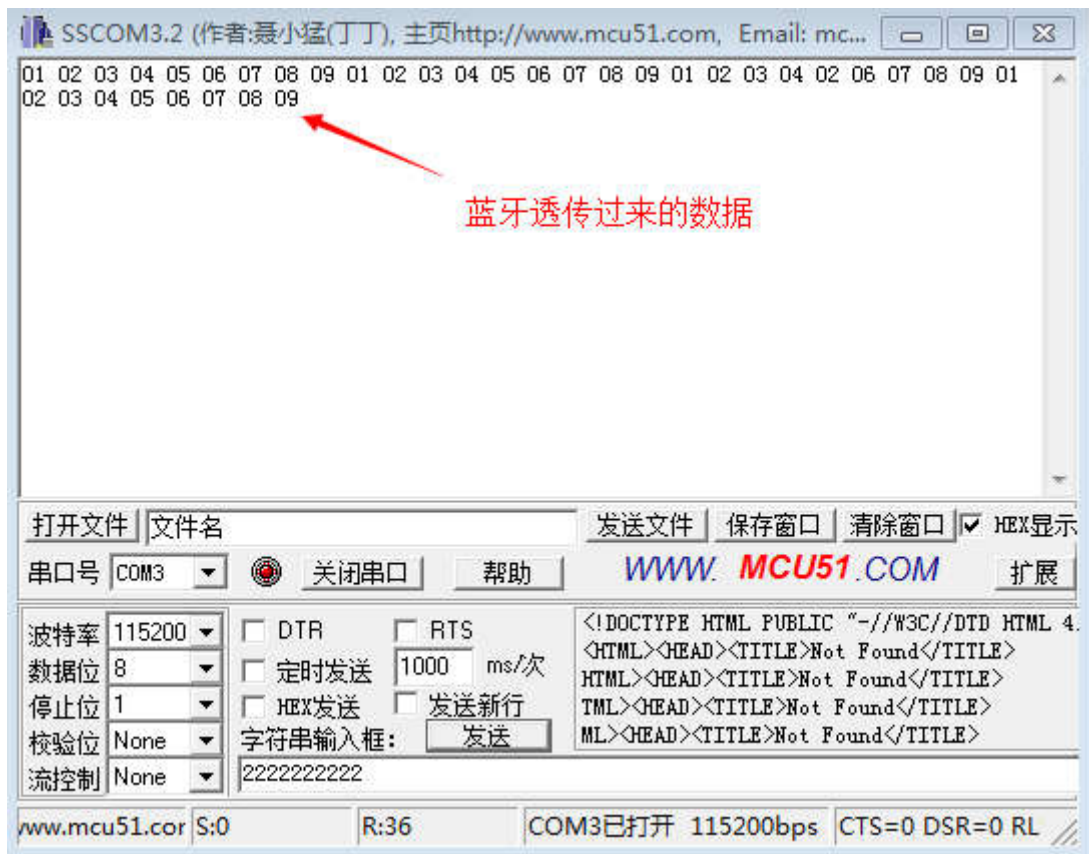 SSCOM3.2 (作者:聂小猛(丁丁), 主页http://www.mcu51.com, Email: mc...
01 02 03 04 05 06 07 08 09 01 02 03 04 05 06 07 08 09 01 02 03 04 02 06 07 08 09 01
02 03 04 05 06 07 08 09
蓝牙透传过来的数据
打开文件 文件名 发送文件 保存窗口 清除窗口 HEX显示
串口号 COM3 关闭串口 帮助 WWW. MCU51.COM 扩展
波特率 115200 DTR RTS
数据位 8 定时发送 1000 ms/次
停止位 1 HEX发送 发送新行
校验位 None 字符串输入框: 发送
流控制 None 2222222222
<!DOCTYPE HTML PUBLIC "-//W3C//DTD HTML 4.
<HTML><HEAD><TITLE>Not Found</TITLE>
HTML><HEAD><TITLE>Not Found</TITLE>
TML><HEAD><TITLE>Not Found</TITLE>
ML><HEAD><TITLE>Not Found</TITLE>
www.mcu51.cor S:0 R:36 COM3已打开 115200bps CTS=0 DSR=0 RL